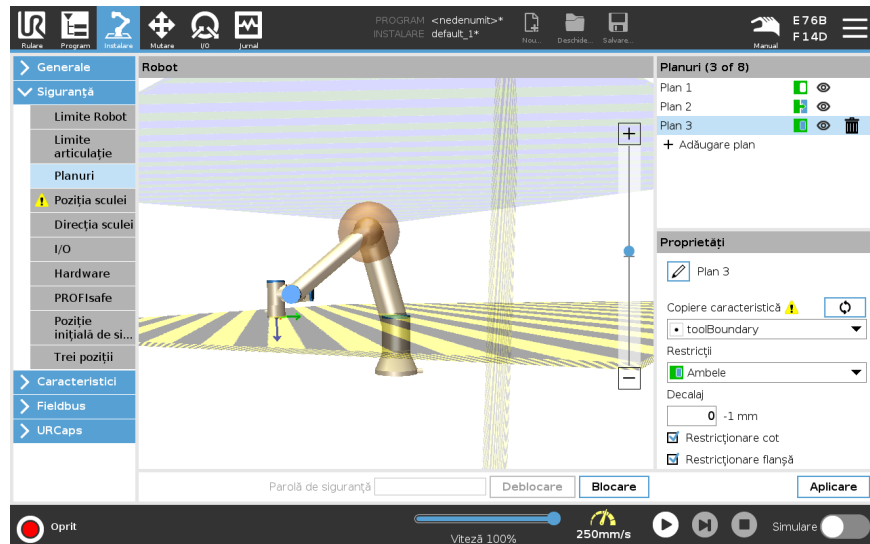 UR
Rulare
Program
Instalare
Mutare
I/O
Jurnal
PROGRAM <nedenumit>*
INSTALARE default_1*
Nou...
Deschide...
Salvare...
Manual
E76B
F14D
Generale
Siguranță
Limite Robot
Limite
articulație
Planuri
Poziția sculei
Direcția sculei
I/O
Hardware
PROFIsafe
Poziție
inițială de si...
Trei poziții
Caracteristici
Fieldbus
URCaps
Robot
Planuri (3 of 8)
Plan 1
Plan 2
Plan 3
+ Adăugare plan
Proprietăți
Plan 3
Copiere caracteristică
toolBoundary
Restricții
Ambele
Decalaj
0 -1 mm
Restricționare cot
Restricționare flanșă
Parolă de siguranță
Deblocare
Blocare
Aplicare
Oprit
Viteză 100%
250mm/s
Simulare